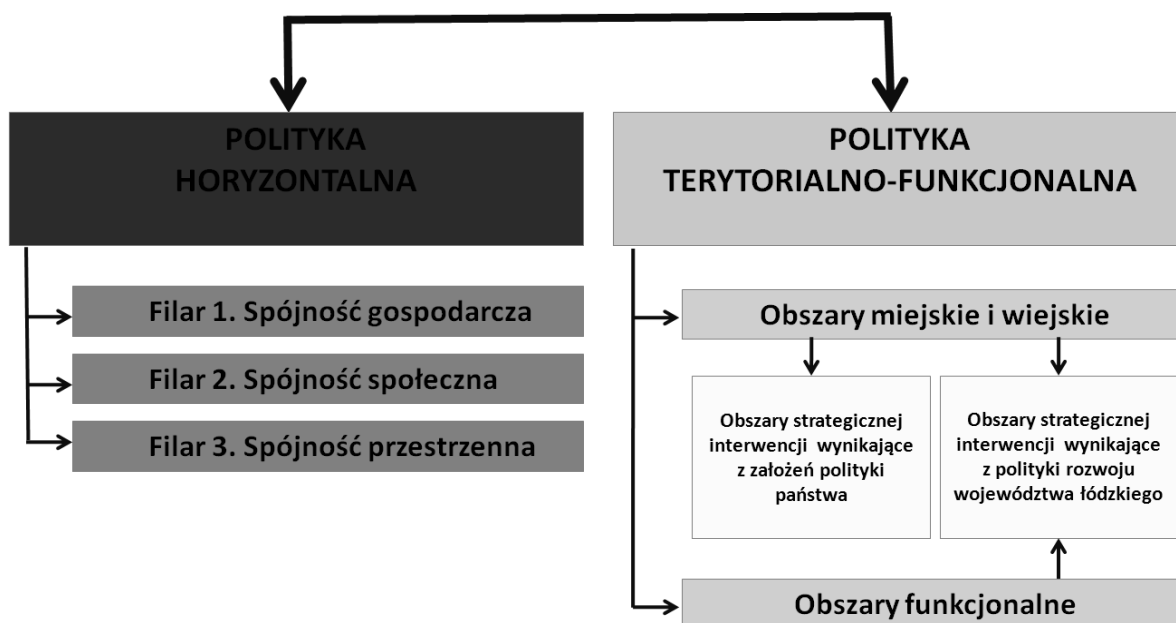 POLITYKA
HORYZONTALNA
Filar 1. Spójność gospodarcza
Filar 2. Spójność społeczna
Filar 3. Spójność przestrzenna
POLITYKA
TERYTORIALNO-FUNKCJONALNA
Obszary miejskie i wiejskie
Obszary strategicznej
interwencji wynikające
z założeń polityki
państwa
Obszary strategicznej
interwencji wynikające
z polityki rozwoju
województwa łódzkiego
Obszary funkcjonalne